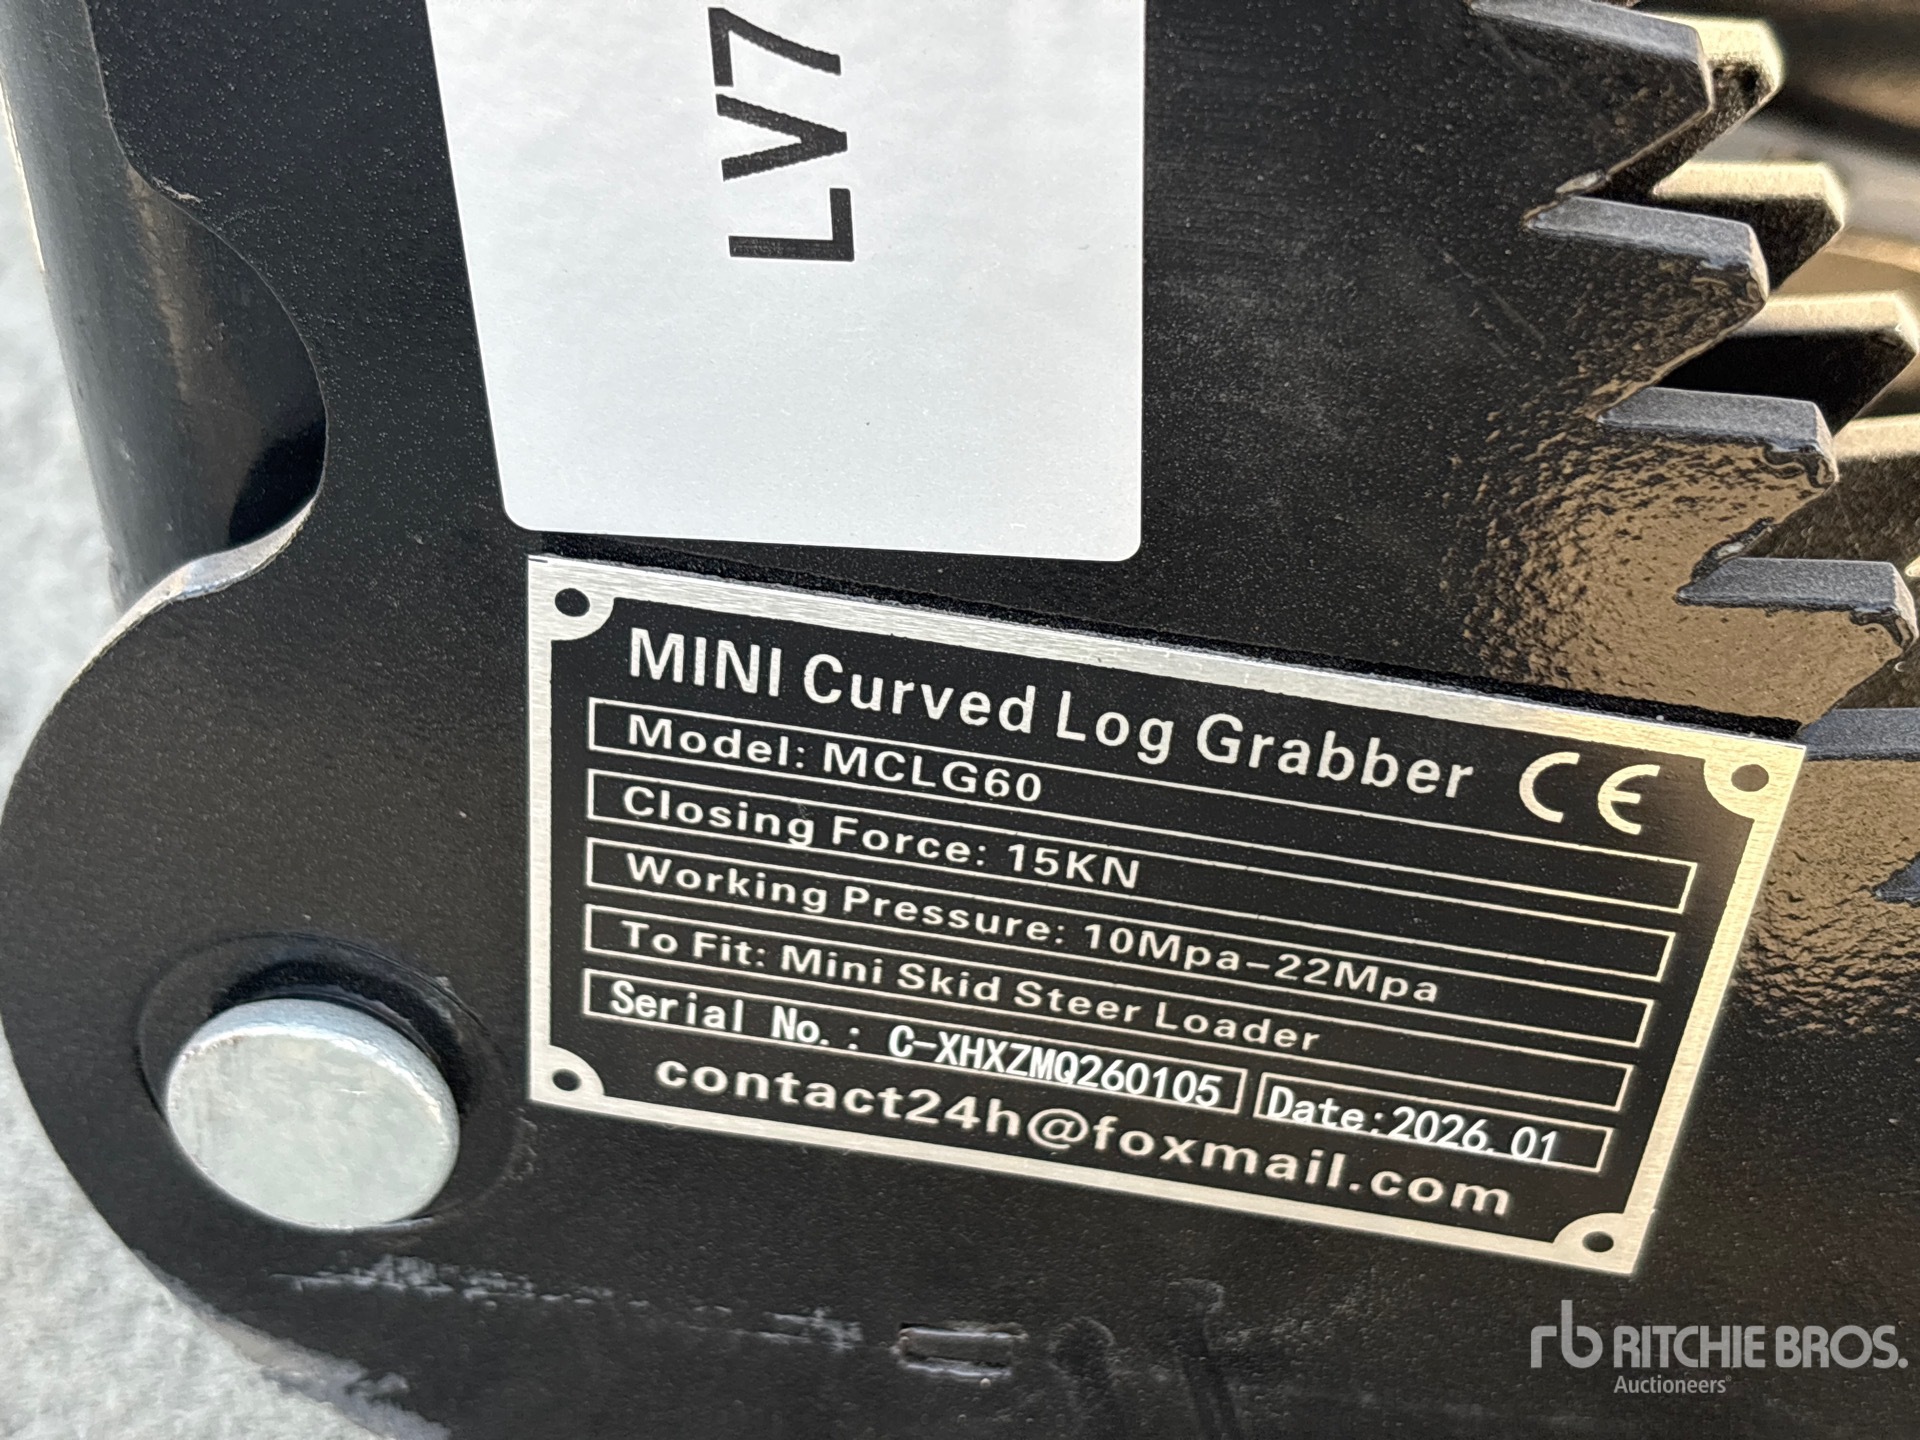 LV7
MINI Curved Log Grabber CE
Model: MCLG60
Closing Force: 15KN
Working Pressure: 10Mpa-22Mpa
To Fit: Mini Skid Steer Loader
Serial No.: C-XHXZMQ260105 Date:2026.01
contact24h@foxmail.com
rb RITCHIE BROS.
Auctioneers